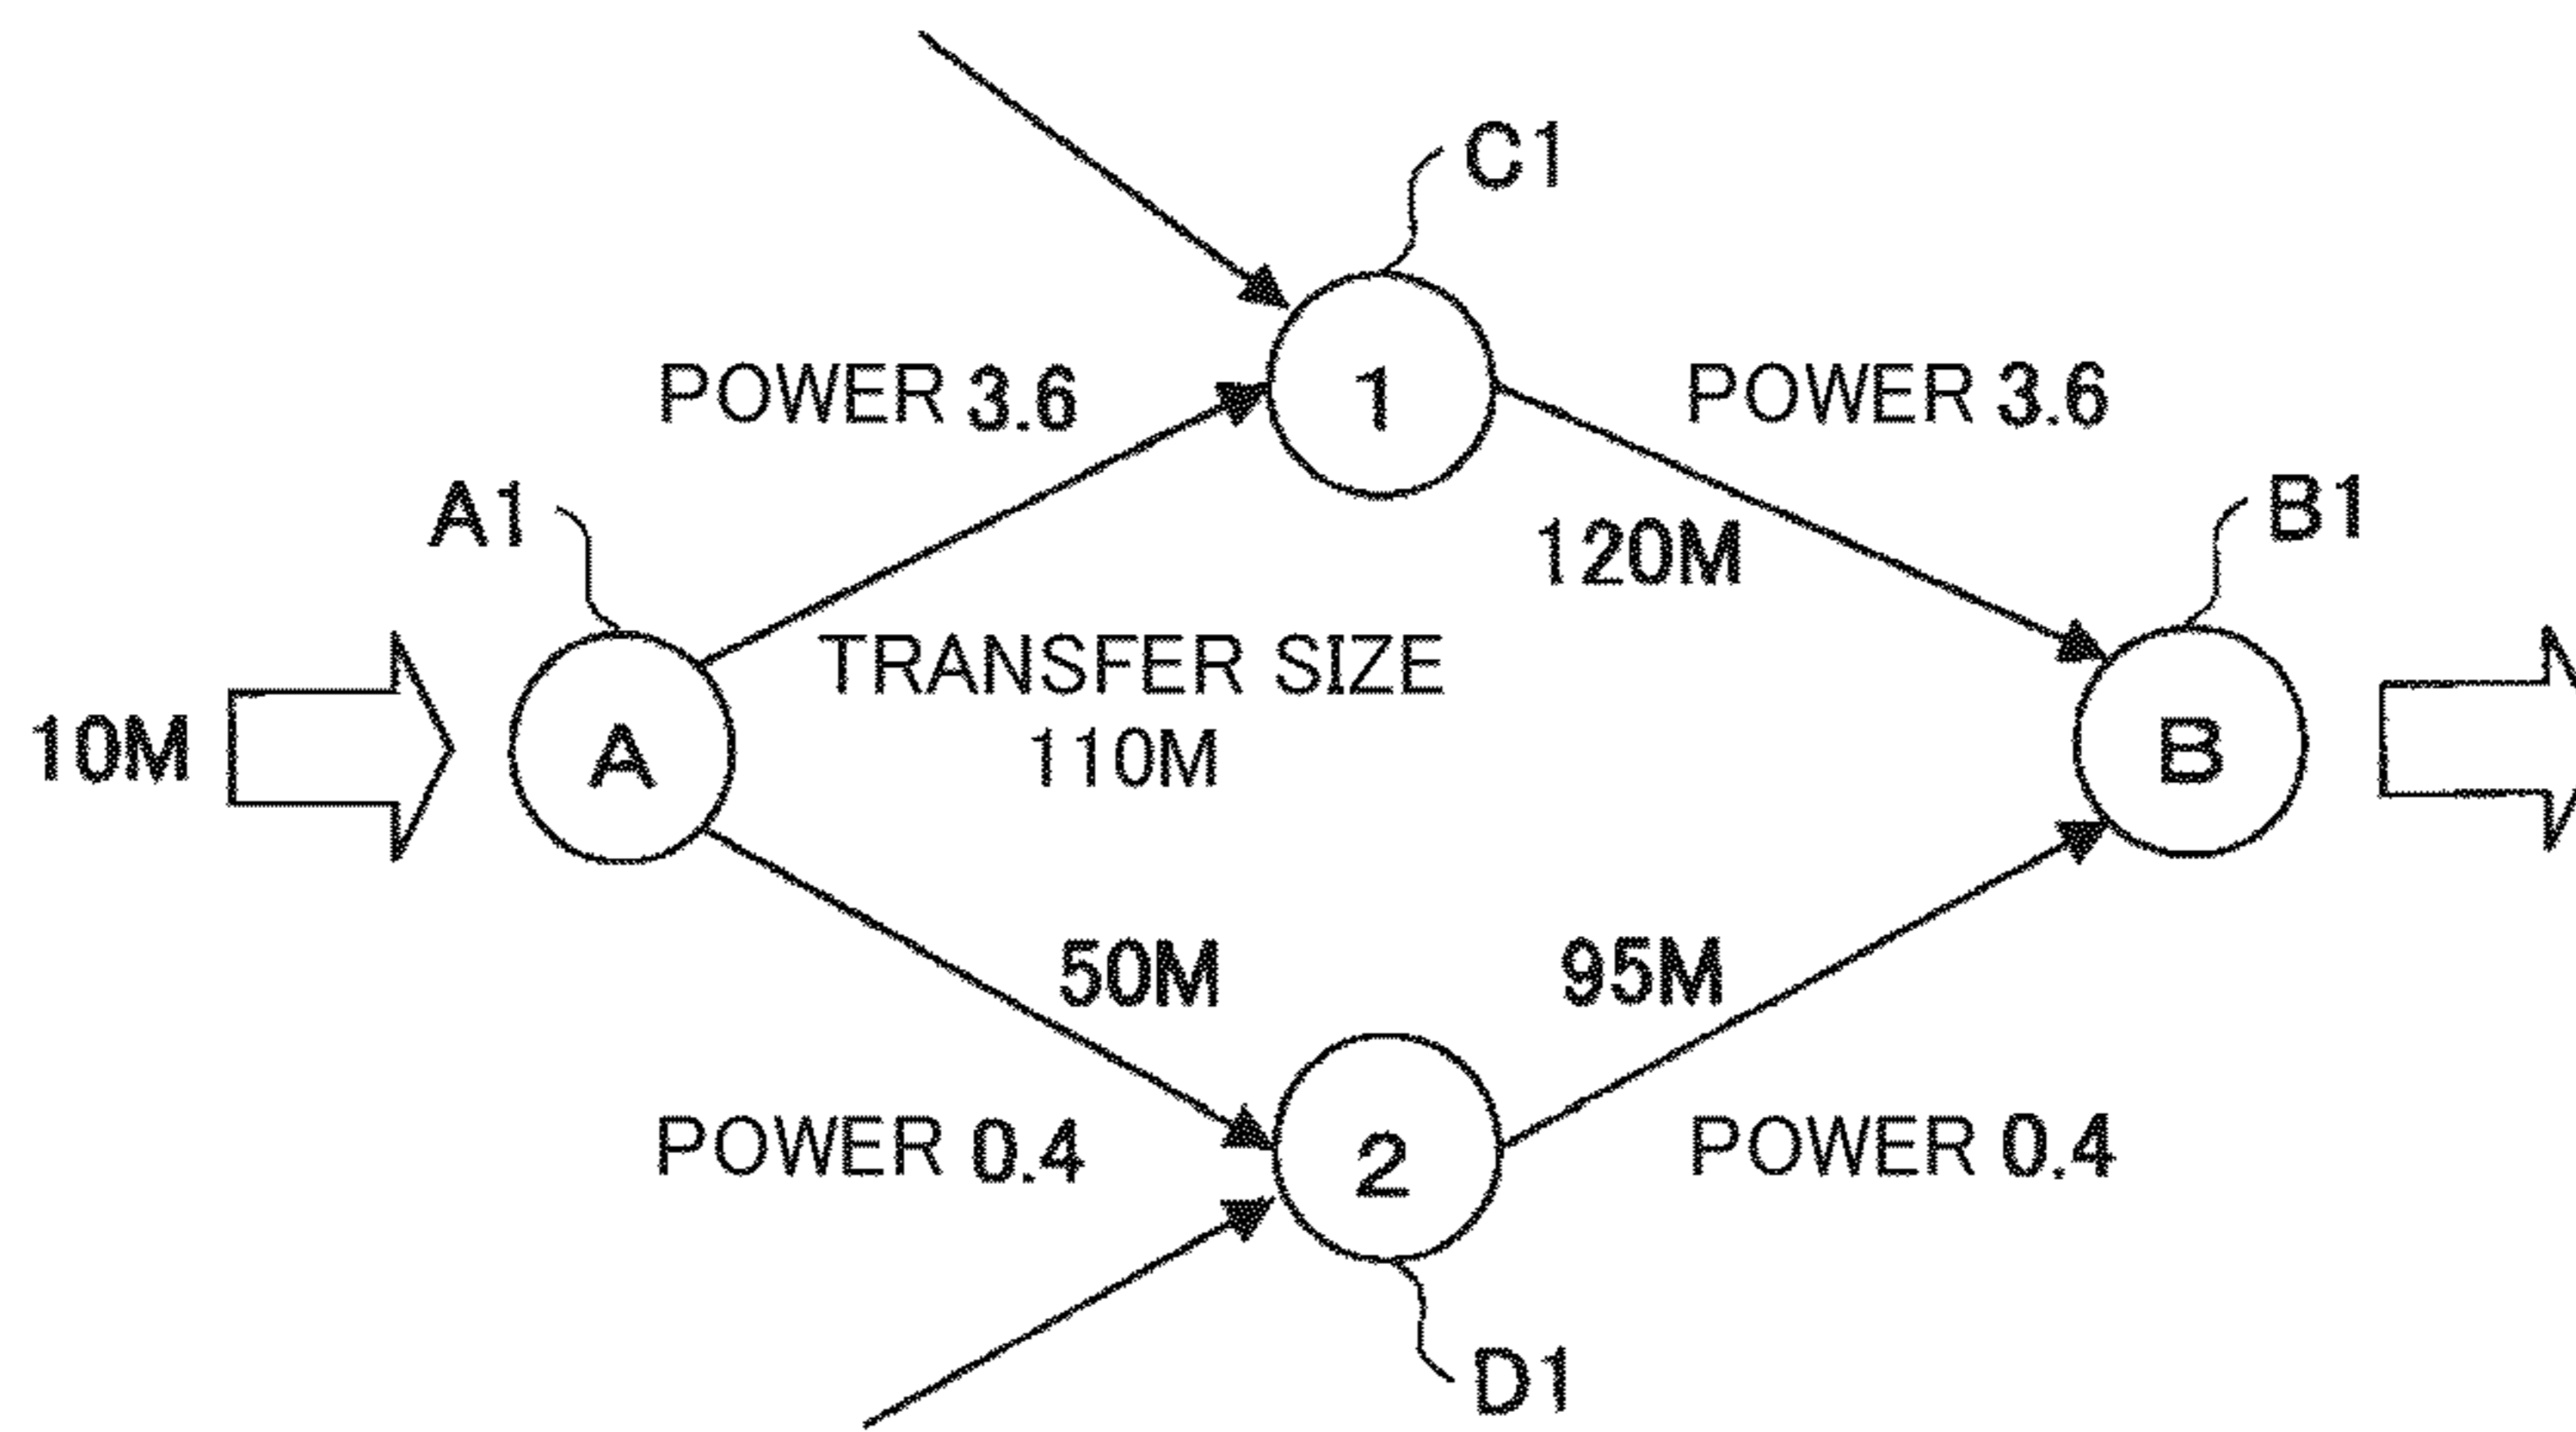 C1
1
POWER 3.6
POWER 3.6
A1
B1
120M
TRANSFER SIZE
110M
10M
A
B
50M
95M
POWER 0.4
2
POWER 0.4
D1